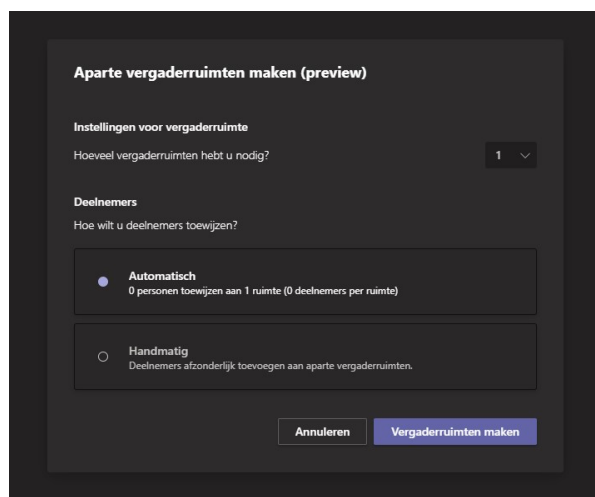 Aparte vergaderruimten maken (preview)
Instellingen voor vergaderruimte
Hoeveel vergaderruimten hebt u nodig?
1
Deelnemers
Hoe wilt u deelnemers toewijzen?
Automatisch
0 personen toewijzen aan 1 ruimte (0 deelnemers per ruimte)
Handmatig
Deelnemers afzonderlijk toevoegen aan aparte vergaderruimten.
Annuleren
Vergaderruimten maken